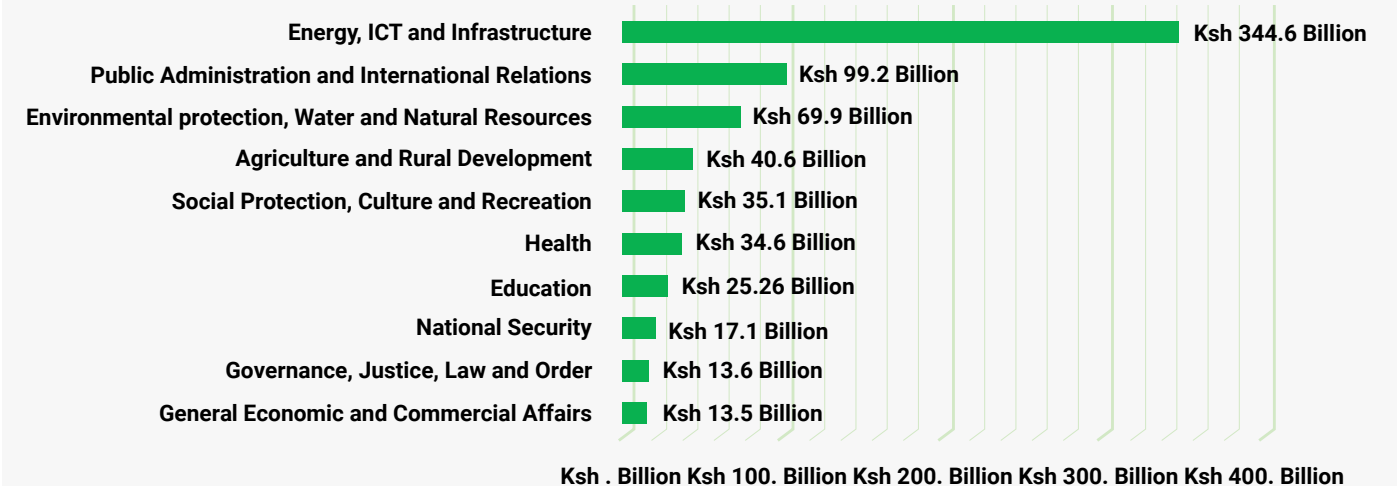 Energy, ICT and Infrastructure Ksh 344.6 Billion
Public Administration and International Relations Ksh 99.2 Billion
Environmental protection, Water and Natural Resources Ksh 69.9 Billion
Agriculture and Rural Development Ksh 40.6 Billion
Social Protection, Culture and Recreation Ksh 35.1 Billion
Health Ksh 34.6 Billion
Education Ksh 25.26 Billion
National Security Ksh 17.1 Billion
Governance, Justice, Law and Order Ksh 13.6 Billion
General Economic and Commercial Affairs Ksh 13.5 Billion
Ksh . Billion Ksh 100. Billion Ksh 200. Billion Ksh 300. Billion Ksh 400. Billion